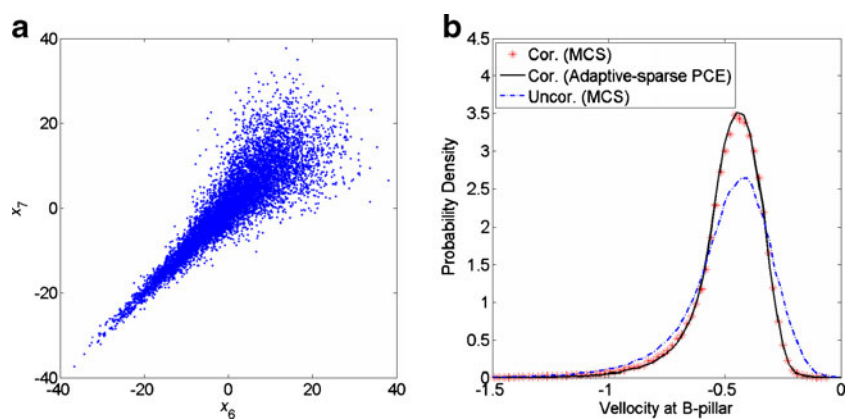 a
40
20
0
-20
-40
-40
-20
0
20
40
x7
x6
b
4.5
4
3.5
3
2.5
2
1.5
1
0.5
0
-1.5
-1
-0.5
0
Probability Density
Vellocity at B-pillar
Cor. (MCS)
Cor. (Adaptive-sparse PCE)
Uncor. (MCS)